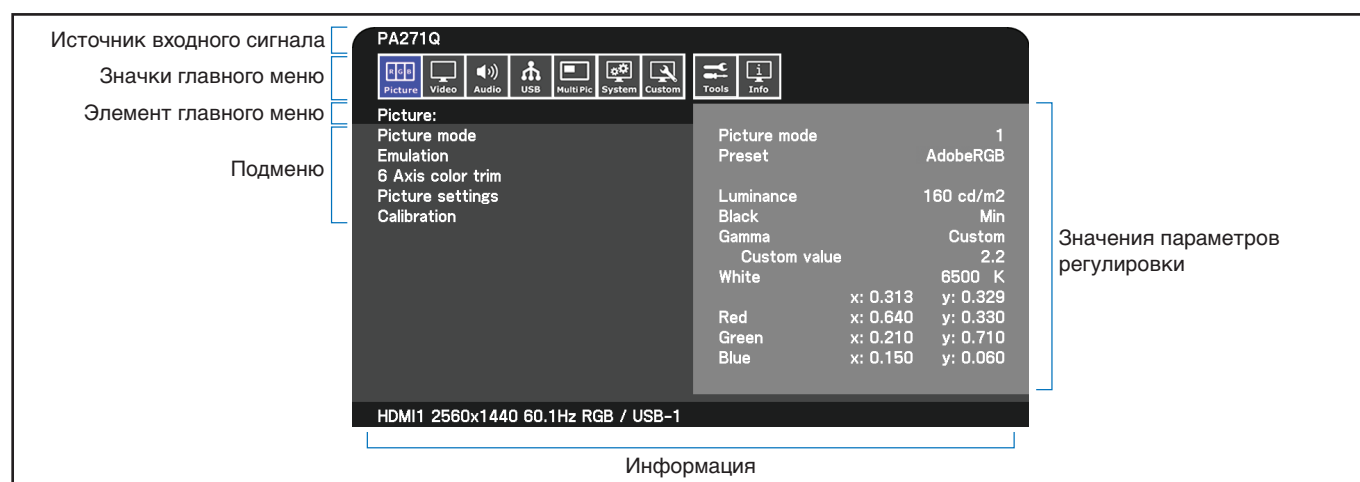 Источник входного сигнала
PA271Q
Значки главного меню
R G B
Picture Video Audio USB MultiPic System Custom Tools Info
Элемент главного меню
Picture:
Подменю
Picture mode
Emulation
6 Axis color trim
Picture settings
Calibration
Picture mode 1
Preset AdobeRGB
Luminance 160 cd/m2
Black Min
Gamma Custom
Custom value 2.2
White 6500 K
x: 0.313 y: 0.329
Red x: 0.640 y: 0.330
Green x: 0.210 y: 0.710
Blue x: 0.150 y: 0.060
Значения параметров
регулировки
HDMI1 2560x1440 60.1Hz RGB / USB-1
Информация